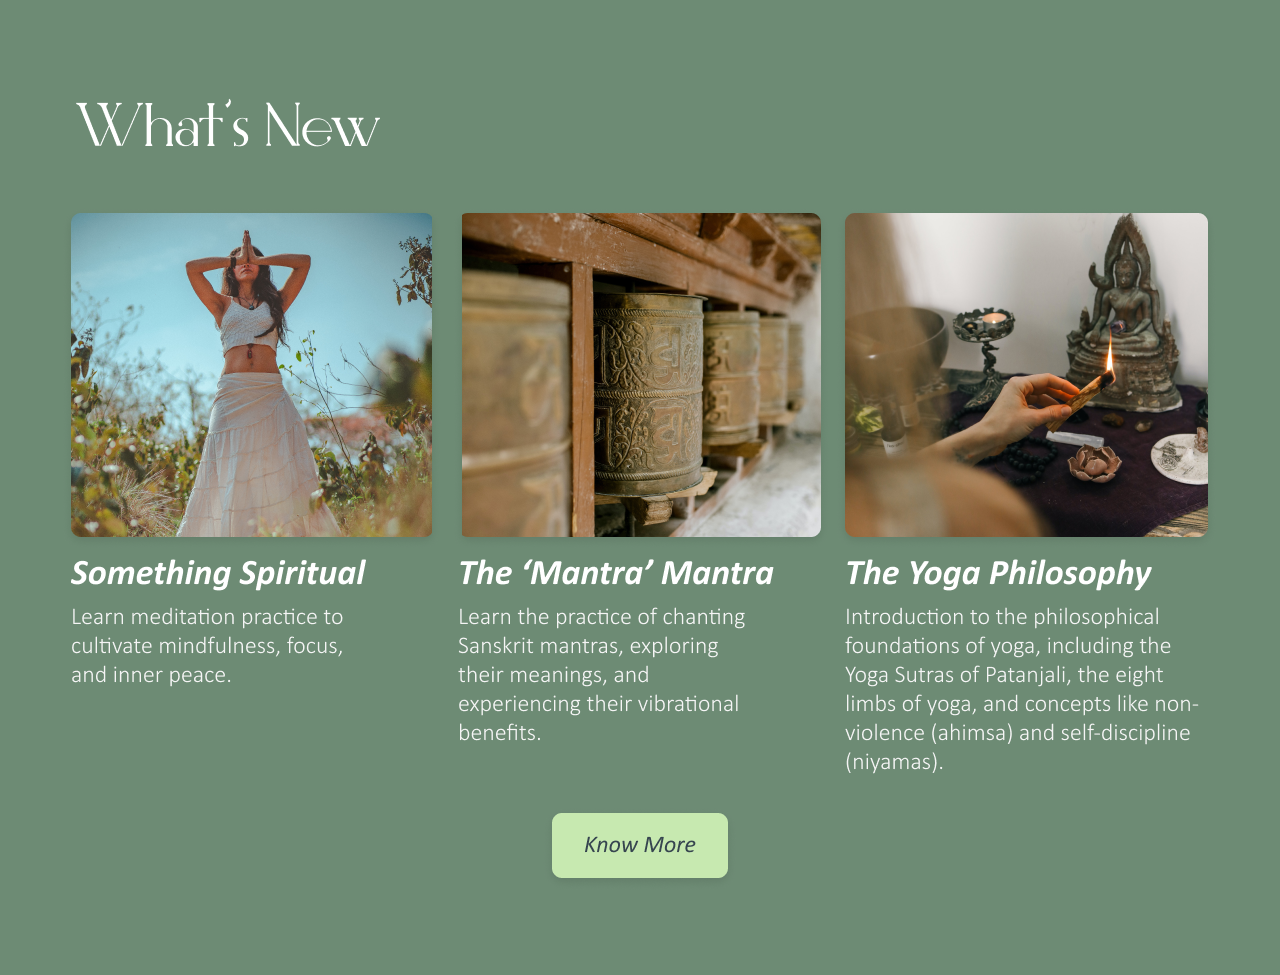 What's New
Something Spiritual
Learn meditation practice to
cultivate mindfulness, focus,
and inner peace.
The ‘Mantra’ Mantra
Learn the practice of chanting
Sanskrit mantras, exploring
their meanings, and
experiencing their vibrational
benefits.
The Yoga Philosophy
Introduction to the philosophical
foundations of yoga, including the
Yoga Sutras of Patanjali, the eight
limbs of yoga, and concepts like non-
violence (ahimsa) and self-discipline
(niyamas).
Know More